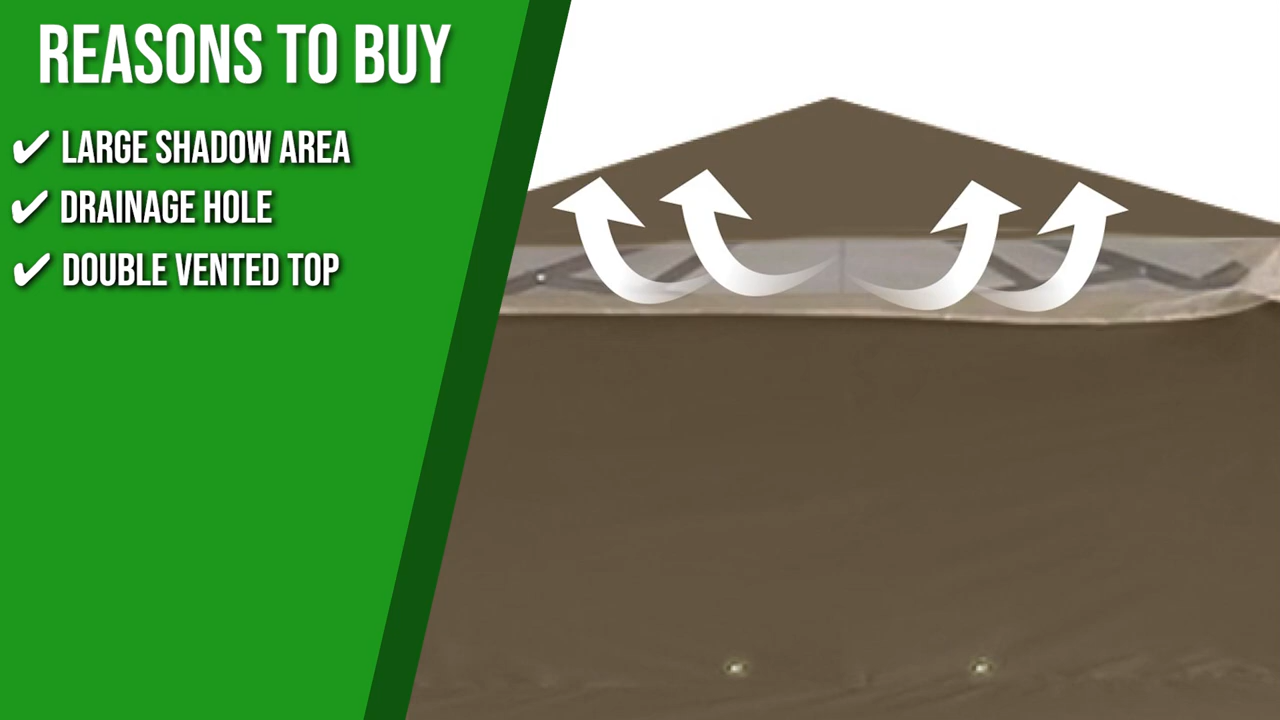 REASONS TO BUY
✔ LARGE SHADOW AREA
✔ DRAINAGE HOLE
✔ DOUBLE VENTED TOP